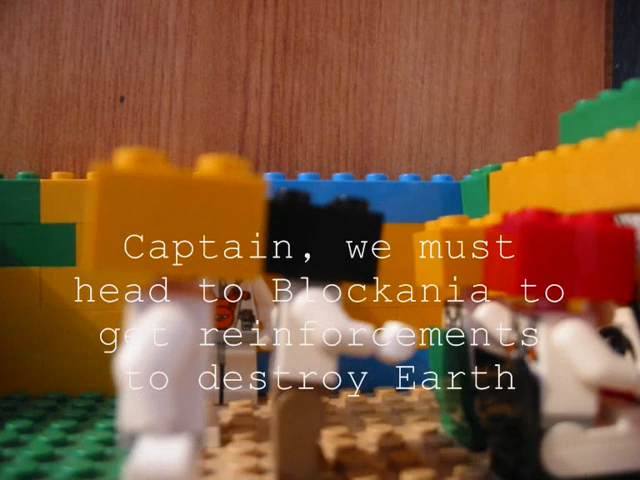 Captain, we must
head to Blockania to
get reinforcements
to destroy Earth